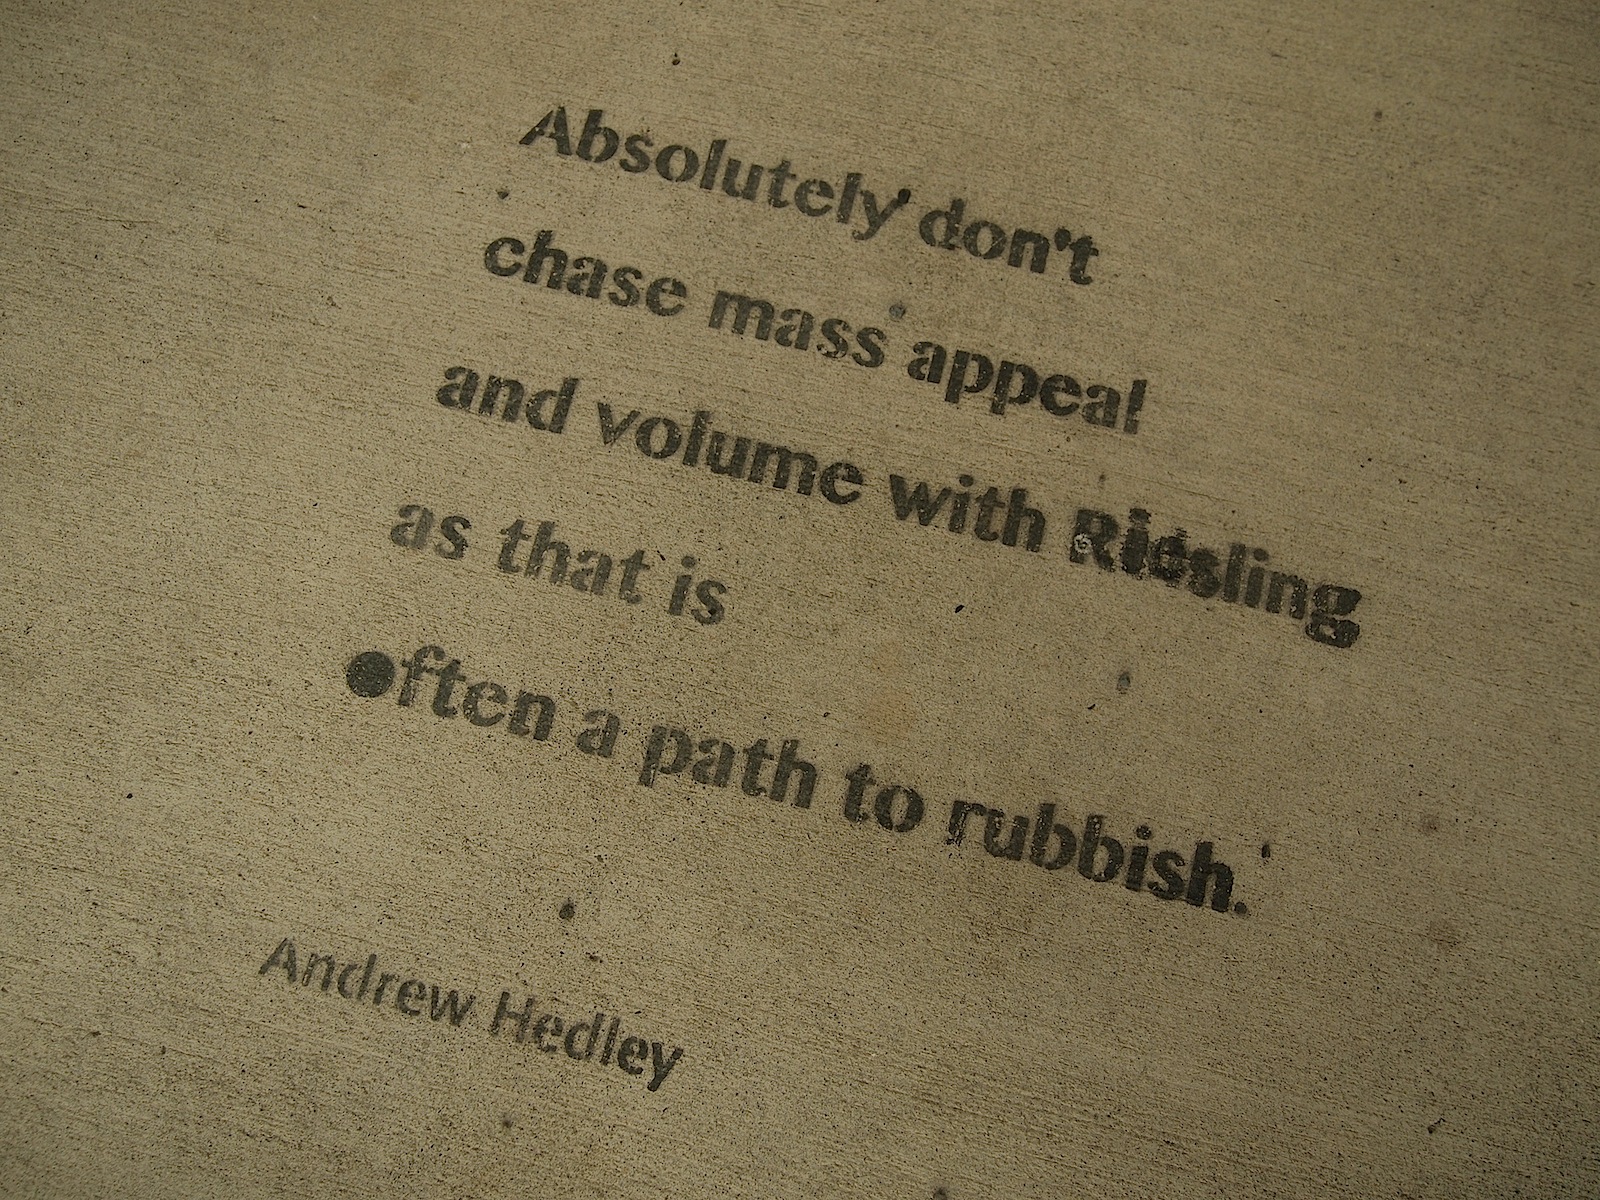 Absolutely don't
chase mass appeal
and volume with Riesling
as that is
often a path to rubbish.
Andrew Hedley